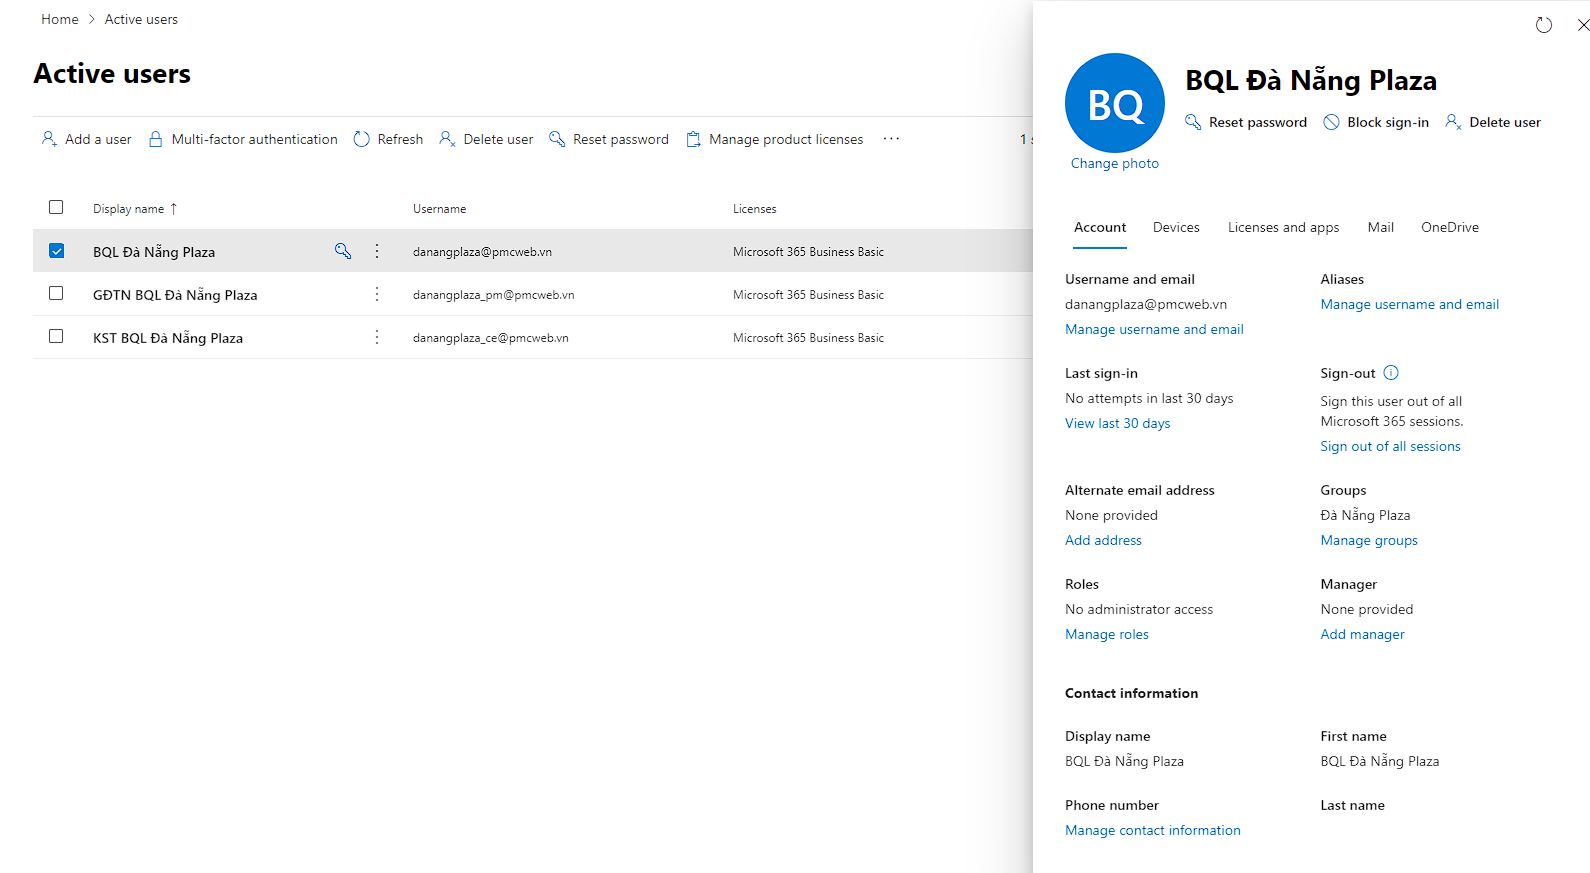 Home > Active users
Active users
Add a user Multi-factor authentication Refresh Delete user Reset password Manage product licenses ... 1
Display name ↑ Username Licenses
BQL Đà Nẵng Plaza danangplaza@pmcweb.vn Microsoft 365 Business Basic
GĐTN BQL Đà Nẵng Plaza danangplaza_pm@pmcweb.vn Microsoft 365 Business Basic
KST BQL Đà Nẵng Plaza danangplaza_ce@pmcweb.vn Microsoft 365 Business Basic
BQ
Change photo
BQL Đà Nẵng Plaza
Reset password Block sign-in Delete user
Account Devices Licenses and apps Mail OneDrive
Username and email
danangplaza@pmcweb.vn
Manage username and email
Aliases
Manage username and email
Last sign-in
No attempts in last 30 days
View last 30 days
Sign-out
Sign this user out of all
Microsoft 365 sessions.
Sign out of all sessions
Alternate email address
None provided
Add address
Groups
Đà Nẵng Plaza
Manage groups
Roles
No administrator access
Manage roles
Manager
None provided
Add manager
Contact information
Display name
BQL Đà Nẵng Plaza
First name
BQL Đà Nẵng Plaza
Phone number
Manage contact information
Last name